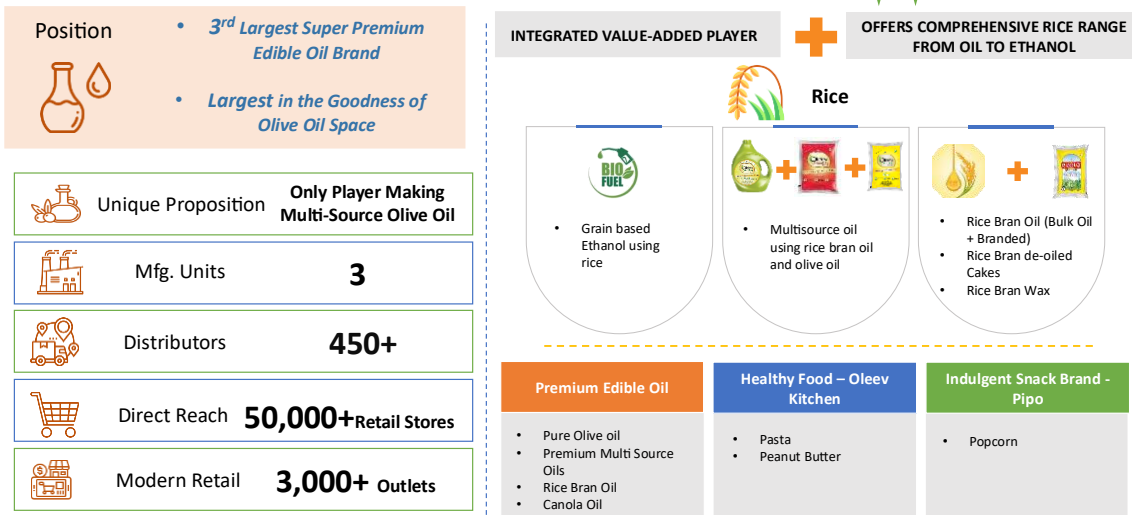 Position
• 3rd Largest Super Premium
Edible Oil Brand
• Largest in the Goodness of
Olive Oil Space
Unique Proposition
Only Player Making
Multi-Source Olive Oil
Mfg. Units
3
Distributors
450+
Direct Reach
50,000+Retail Stores
Modern Retail
3,000+ Outlets
INTEGRATED VALUE-ADDED PLAYER
OFFERS COMPREHENSIVE RICE RANGE
FROM OIL TO ETHANOL
Rice
BIO
FUEL
• Grain based
Ethanol using
rice
• Multisource oil
using rice bran oil
and olive oil
• Rice Bran Oil (Bulk Oil
+ Branded)
• Rice Bran de-oiled
Cakes
• Rice Bran Wax
Premium Edible Oil
• Pure Olive oil
• Premium Multi Source
Oils
• Rice Bran Oil
• Canola Oil
Healthy Food – Oleev
Kitchen
• Pasta
• Peanut Butter
Indulgent Snack Brand -
Pipo
• Popcorn